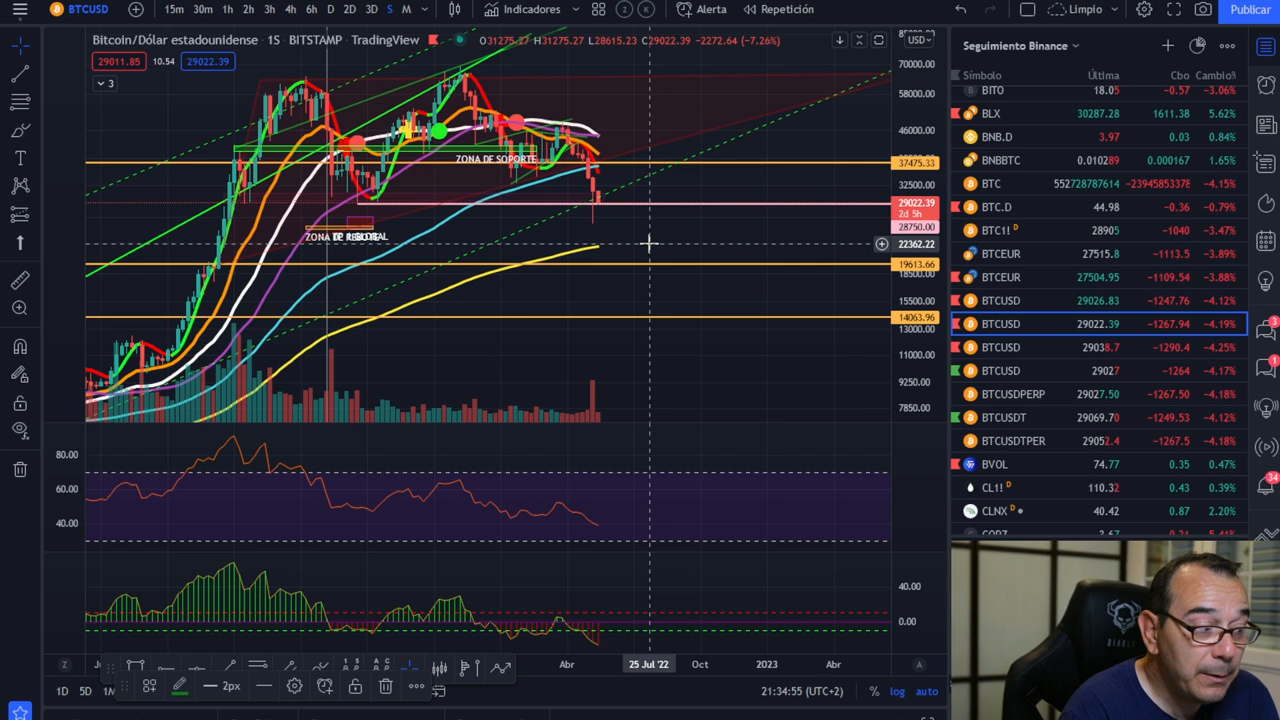 BTCUSD
15m 30m 1h 2h 3h 4h 6h D 2D 3D S M
Indicadores
2 K
Alerta
Repetición
Limpio
Publicar
Bitcoin/Dólar estadounidense · 1S · BITSTAMP · TradingView
O31275.27 H31275.27 L28615.23 C29022.39 −2272.64 (−7.26%)
USD
29011.85 10.54 29022.39
3
70000.00
58000.00
46000.00
ZONA DE SOPORTE
37475.33
32500.00
29022.39
2d 5h
28750.00
22362.22
19613.66
18500.00
15500.00
14063.96
13000.00
11000.00
9250.00
7850.00
80.00
60.00
40.00
40.00
0.00
Z
Abr
25 Jul '22
Oct
2023
Abr
A
2px
1D 5D
21:34:55 (UTC+2)
% log auto
Seguimiento Binance
Símbolo Última Cbo Cambio%
BITO 18.05 −0.57 −3.06%
BLX 30287.28 1611.38 5.62%
BNB.D 3.97 0.03 0.84%
BNBBTC 0.010289 0.000167 1.65%
BTC 552728787614 −23945853378 −4.15%
BTC.D 44.98 −0.36 −0.79%
BTC1! D 28905 −1040 −3.47%
BTCEUR 27515.8 −1113.5 −3.89%
BTCEUR 27504.95 −1109.54 −3.88%
BTCUSD 29026.83 −1247.76 −4.12%
BTCUSD 29022.39 −1267.94 −4.19%
BTCUSD 29038.7 −1290.4 −4.25%
BTCUSD 29027 −1264 −4.17%
BTCUSDPERP 29027.50 −1267.50 −4.18%
BTCUSDT 29069.70 −1249.53 −4.12%
BTCUSDTPER 29052.4 −1267.5 −4.18%
BVOL 74.77 0.35 0.47%
CL1! D 110.32 0.43 0.39%
CLNX D 40.42 0.87 2.20%
3
1
34